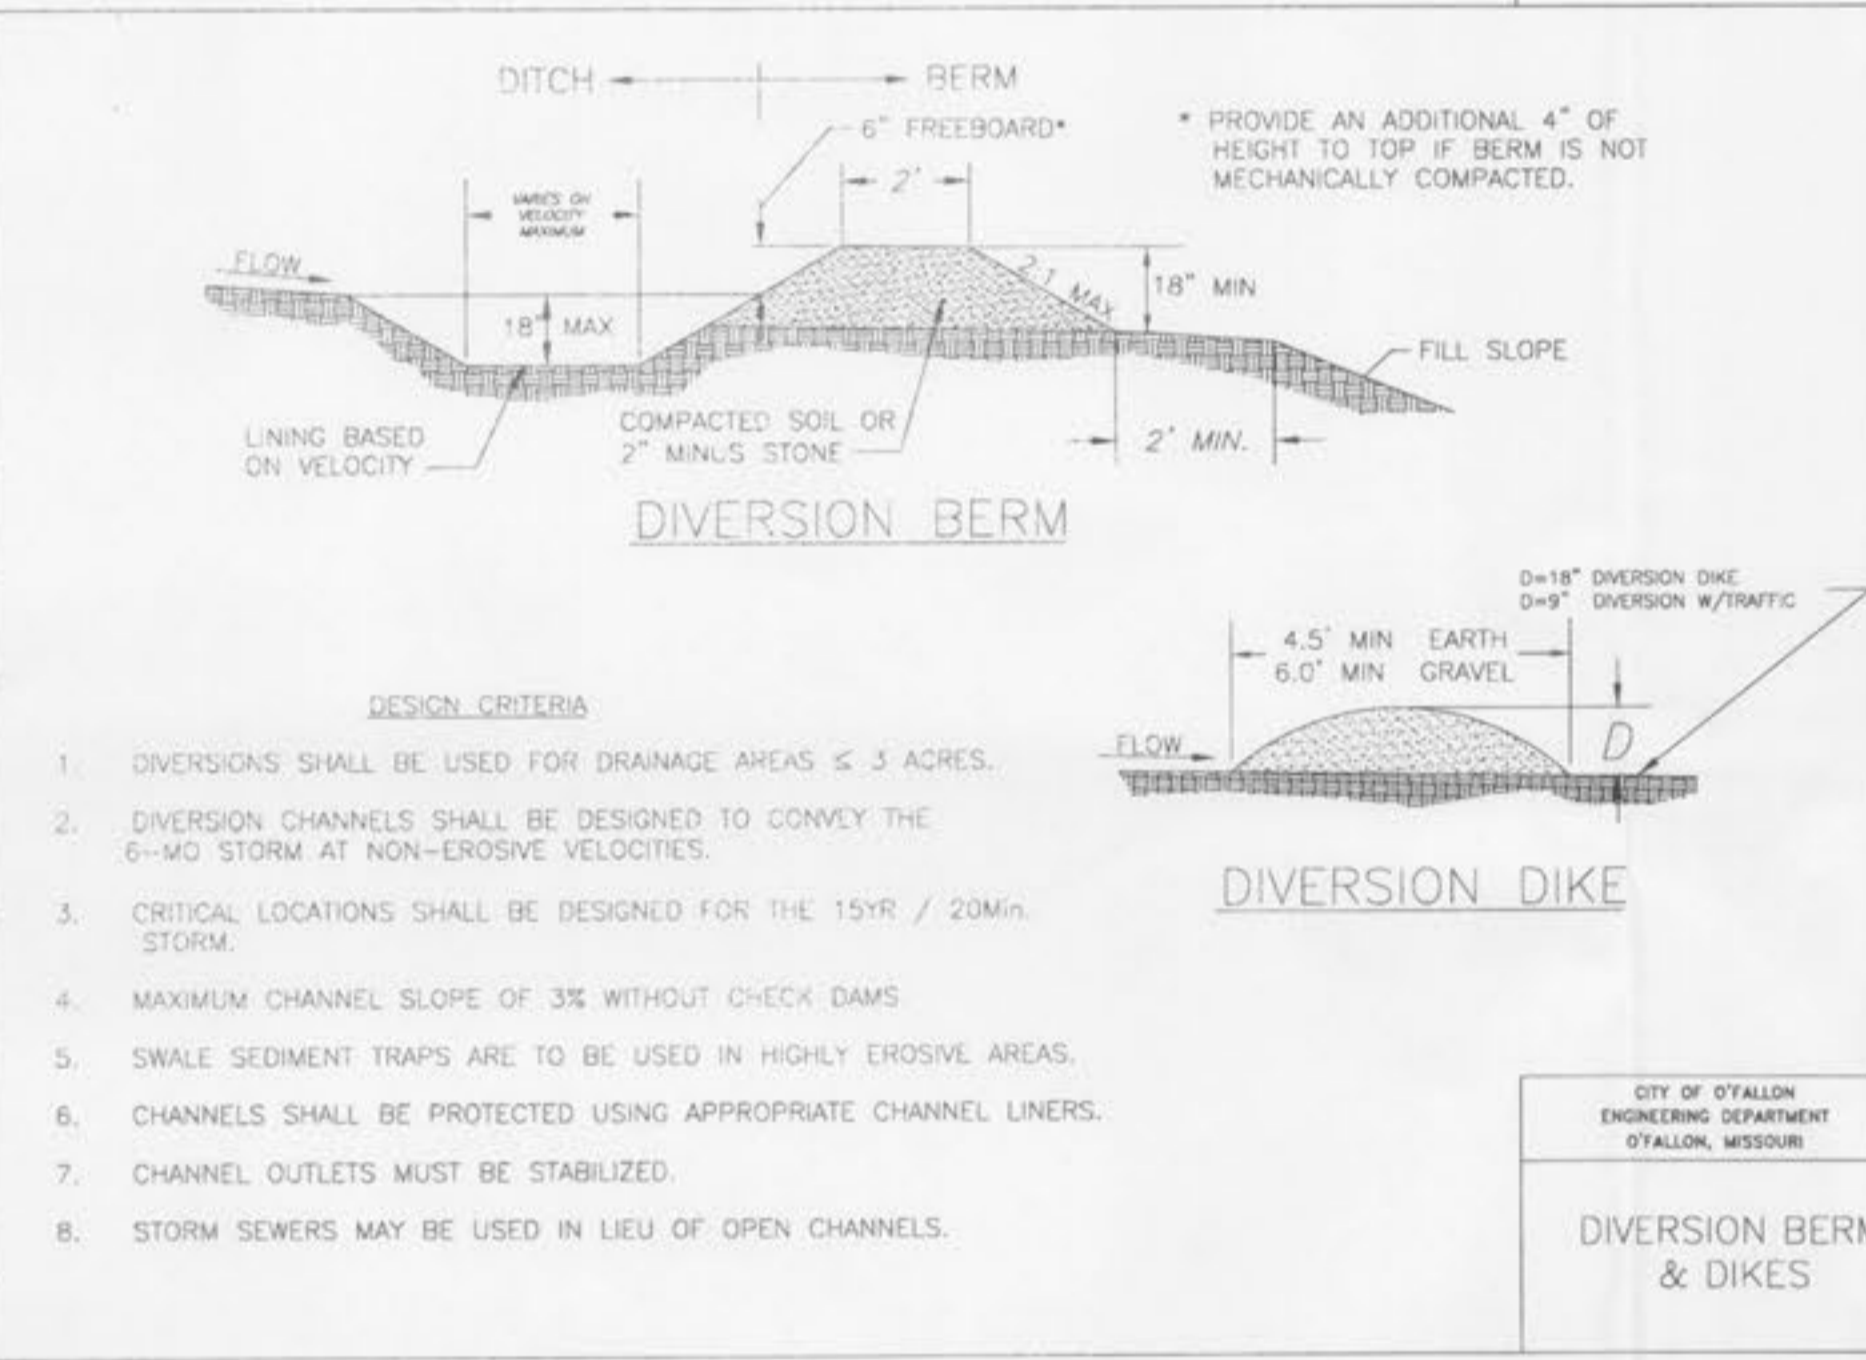 DITCH
BERM
6" FREEBOARD*
* PROVIDE AN ADDITIONAL 4" OF
HEIGHT TO TOP IF BERM IS NOT
MECHANICALLY COMPACTED.
2'
VARIES ON
VELOCITY
MAXIMUM
FLOW
18" MAX
2:1 MAX
18" MIN
FILL SLOPE
LINING BASED
ON VELOCITY
COMPACTED SOIL OR
2" MINUS STONE
2' MIN.
DIVERSION BERM
D=18" DIVERSION DIKE
D=9" DIVERSION W/TRAFFIC
4.5' MIN EARTH
6.0' MIN GRAVEL
FLOW
D
DIVERSION DIKE
DESIGN CRITERIA
1. DIVERSIONS SHALL BE USED FOR DRAINAGE AREAS ≤ 3 ACRES.
2. DIVERSION CHANNELS SHALL BE DESIGNED TO CONVEY THE
6-MO STORM AT NON-EROSIVE VELOCITIES.
3. CRITICAL LOCATIONS SHALL BE DESIGNED FOR THE 15YR / 20Min.
STORM.
4. MAXIMUM CHANNEL SLOPE OF 3% WITHOUT CHECK DAMS
5. SWALE SEDIMENT TRAPS ARE TO BE USED IN HIGHLY EROSIVE AREAS.
6. CHANNELS SHALL BE PROTECTED USING APPROPRIATE CHANNEL LINERS.
7. CHANNEL OUTLETS MUST BE STABILIZED.
8. STORM SEWERS MAY BE USED IN LIEU OF OPEN CHANNELS.
CITY OF O'FALLON
ENGINEERING DEPARTMENT
O'FALLON, MISSOURI
DIVERSION BERM
& DIKES